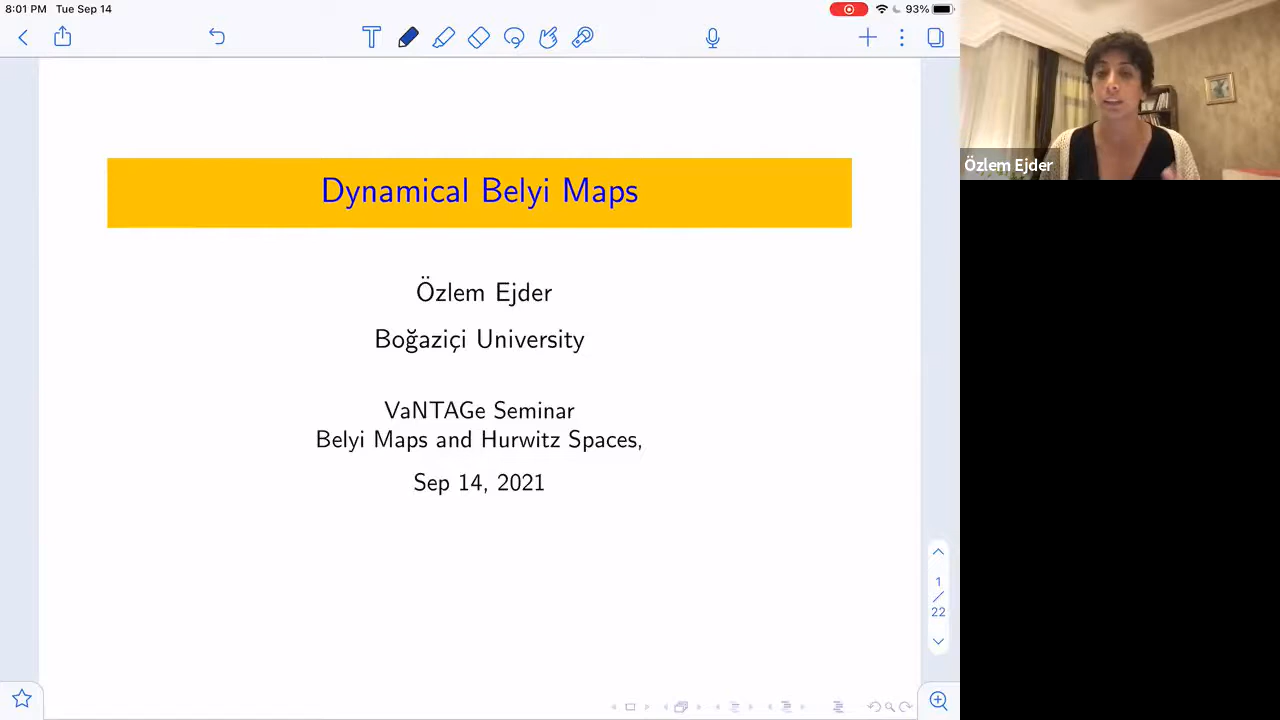 8:01 PM Tue Sep 14
93%
Dynamical Belyi Maps
Özlem Ejder
Boğaziçi University
VaNTAGe Seminar
Belyi Maps and Hurwitz Spaces,
Sep 14, 2021
1
/
22
Özlem Ejder